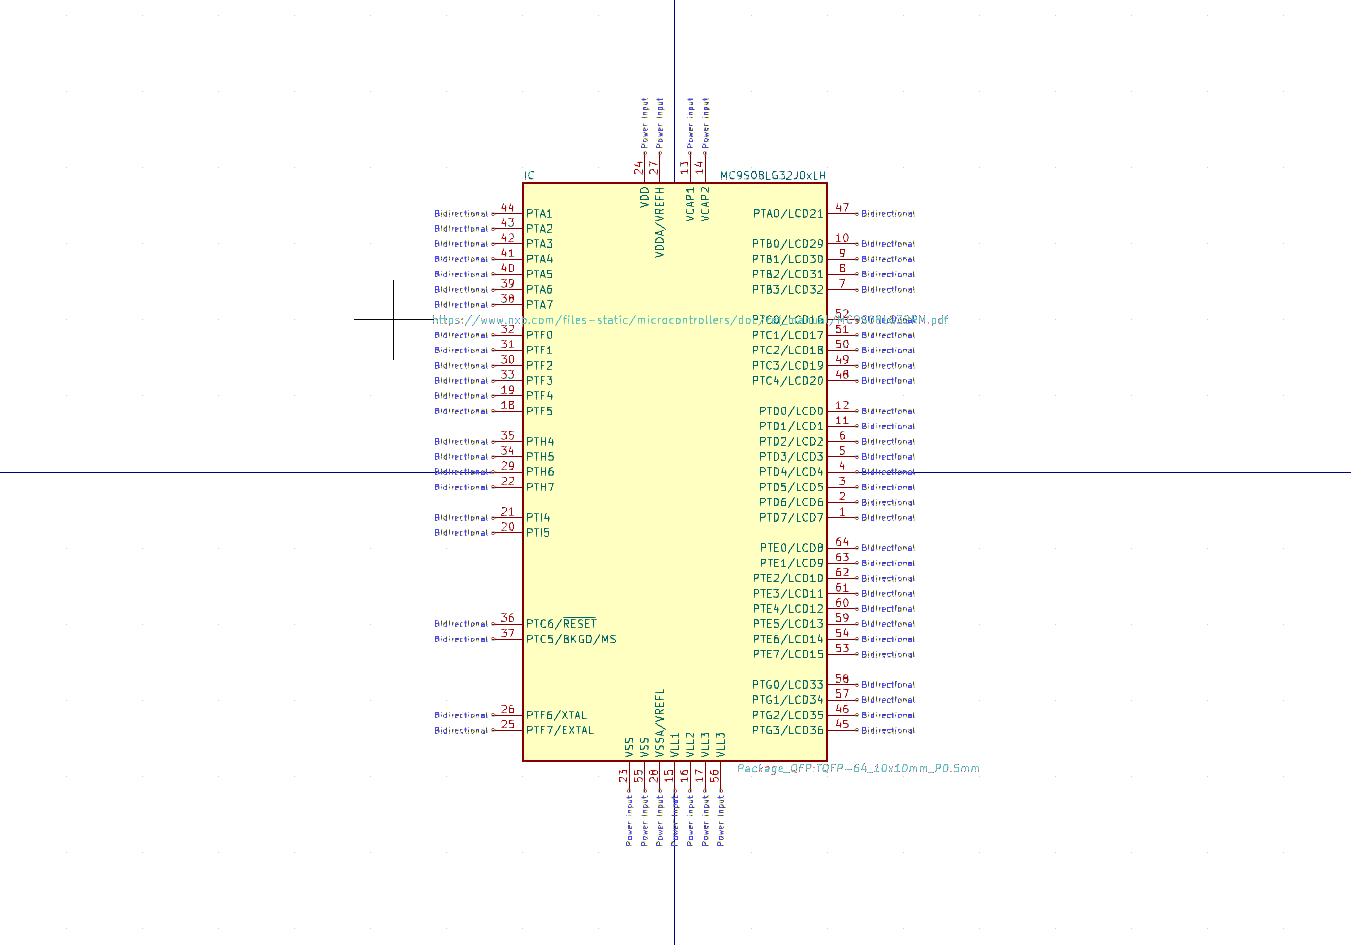 Power Input Power Input Power Input Power Input
24 27 13 14
IC MC9S08LG32J0xLH
VDD VDDA/VREFH VCAP1 VCAP2
Bidirectional 44 PTA1 PTA0/LCD21 47 Bidirectional
Bidirectional 43 PTA2
Bidirectional 42 PTA3 PTB0/LCD29 10 Bidirectional
Bidirectional 41 PTA4 PTB1/LCD30 9 Bidirectional
Bidirectional 40 PTA5 PTB2/LCD31 8 Bidirectional
Bidirectional 39 PTA6 PTB3/LCD32 7 Bidirectional
Bidirectional 38 PTA7
PTC0/LCD16 52
https://www.nxp.com/files-static/microcontrollers/doc/
Bidirectional 32 PTF0 PTC1/LCD17 51 Bidirectional
Bidirectional 31 PTF1 PTC2/LCD18 50 Bidirectional
Bidirectional 30 PTF2 PTC3/LCD19 49 Bidirectional
Bidirectional 33 PTF3 PTC4/LCD20 48 Bidirectional
Bidirectional 19 PTF4
Bidirectional 18 PTF5 PTD0/LCD0 12 Bidirectional
PTD1/LCD1 11 Bidirectional
Bidirectional 35 PTH4 PTD2/LCD2 6 Bidirectional
Bidirectional 34 PTH5 PTD3/LCD3 5 Bidirectional
Bidirectional 29 PTH6 PTD4/LCD4 4 Bidirectional
Bidirectional 22 PTH7 PTD5/LCD5 3 Bidirectional
PTD6/LCD6 2 Bidirectional
Bidirectional 21 PTI4 PTD7/LCD7 1 Bidirectional
Bidirectional 20 PTI5
PTE0/LCD8 64 Bidirectional
PTE1/LCD9 63 Bidirectional
PTE2/LCD10 62 Bidirectional
PTE3/LCD11 61 Bidirectional
PTE4/LCD12 60 Bidirectional
Bidirectional 36 PTC6/RESET PTE5/LCD13 59 Bidirectional
Bidirectional 37 PTC5/BKGD/MS PTE6/LCD14 54 Bidirectional
PTE7/LCD15 53 Bidirectional
PTG0/LCD33 58 Bidirectional
PTG1/LCD34 57 Bidirectional
Bidirectional 26 PTF6/XTAL PTG2/LCD35 46 Bidirectional
Bidirectional 25 PTF7/EXTAL PTG3/LCD36 45 Bidirectional
VSS VSS VSSA/VREFL VLL1 VLL2 VLL3 VLL3
Package_QFP:TQFP-64_10x10mm_P0.5mm
23 55 28 15 16 17 56
Power Input Power Input Power Input Power Input Power Input Power Input Power Input